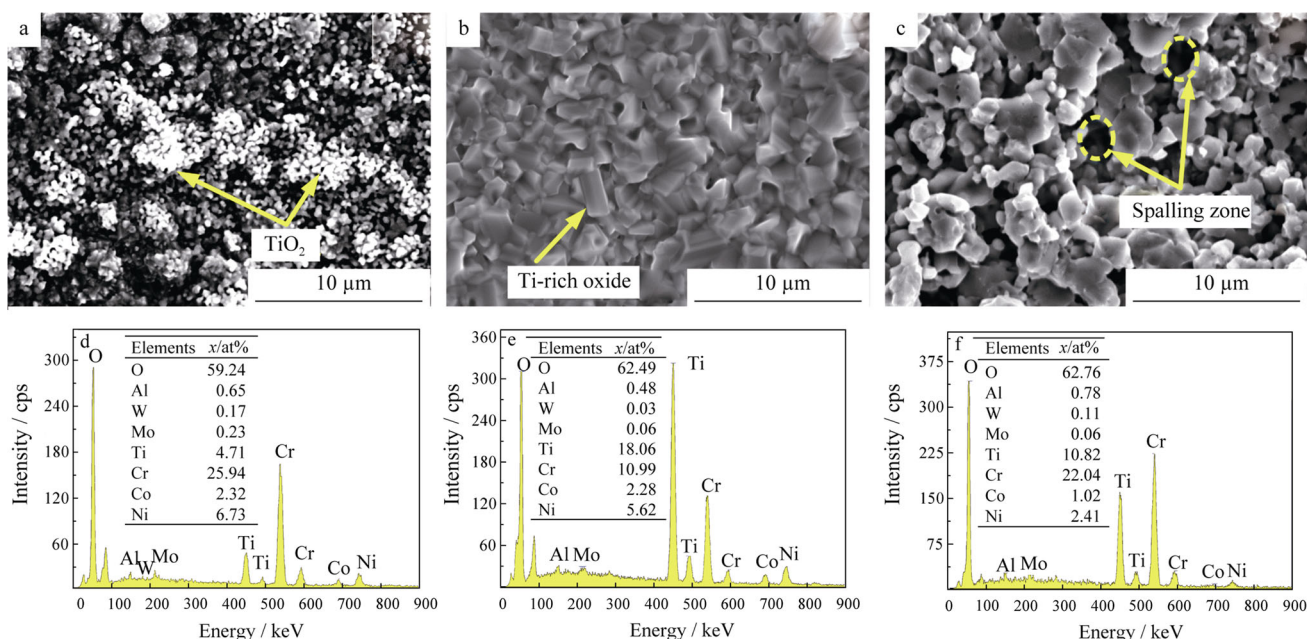 a
TiO2
10 µm
b
Ti-rich oxide
10 µm
c
Spalling zone
10 µm
d
Elements x/at%
O 59.24
Al 0.65
W 0.17
Mo 0.23
Ti 4.71
Cr 25.94
Co 2.32
Ni 6.73
O
Al
W
Mo
Ti
Ti
Cr
Cr
Co
Ni
300
240
180
120
60
Intensity / cps
0 100 200 300 400 500 600 700 800 900
Energy / keV
e
Elements x/at%
O 62.49
Al 0.48
W 0.03
Mo 0.06
Ti 18.06
Cr 10.99
Co 2.28
Ni 5.62
O
Al
Mo
Ti
Ti
Cr
Cr
Co
Ni
360
300
240
180
120
60
Intensity / cps
0 100 200 300 400 500 600 700 800 900
Energy / keV
f
Elements x/at%
O 62.76
Al 0.78
W 0.11
Mo 0.06
Ti 10.82
Cr 22.04
Co 1.02
Ni 2.41
O
Al
Mo
Ti
Ti
Cr
Cr
Co
Ni
375
300
225
150
75
Intensity / cps
0 100 200 300 400 500 600 700 800 900
Energy / keV